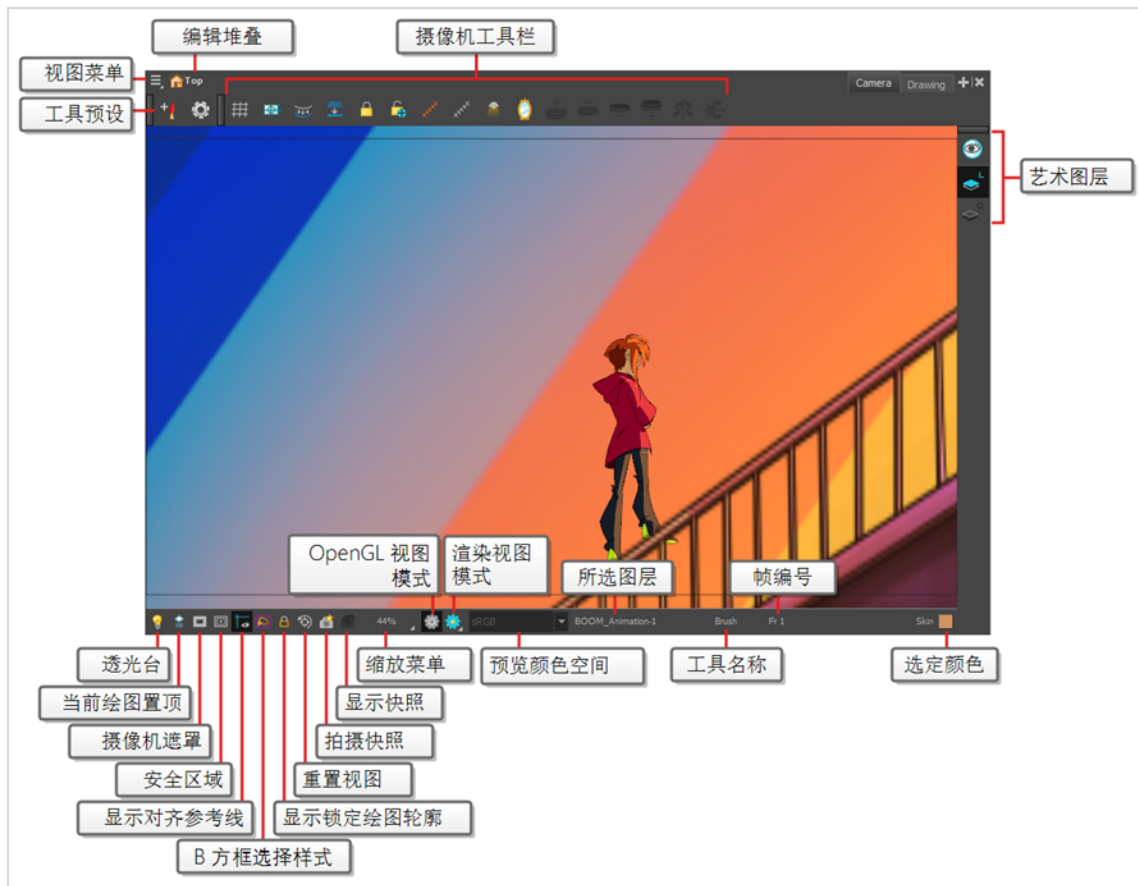 编辑堆叠
摄像机工具栏
视图菜单
Top
Camera
Drawing
工具预设
L
C
艺术图层
OpenGL 视图
模式
渲染视图
模式
所选图层
帧编号
44%
sRGB
BOOM_Animation-1
Brush
Fr 1
Skin
透光台
缩放菜单
预览颜色空间
工具名称
选定颜色
当前绘图置顶
显示快照
摄像机遮罩
拍摄快照
安全区域
重置视图
显示对齐参考线
显示锁定绘图轮廓
B 方框选择样式